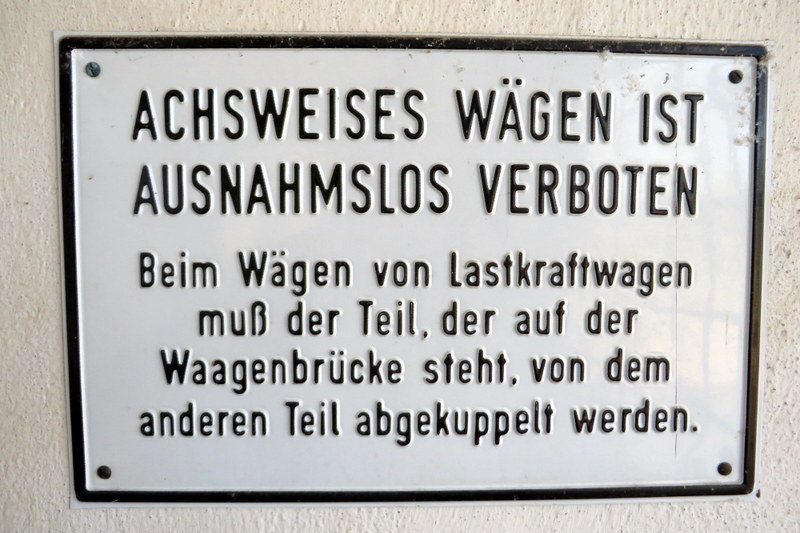 ACHSWEISES WÄGEN IST
AUSNAHMSLOS VERBOTEN
Beim Wägen von Lastkraftwagen
muß der Teil, der auf der
Waagenbrücke steht, von dem
anderen Teil abgekuppelt werden.